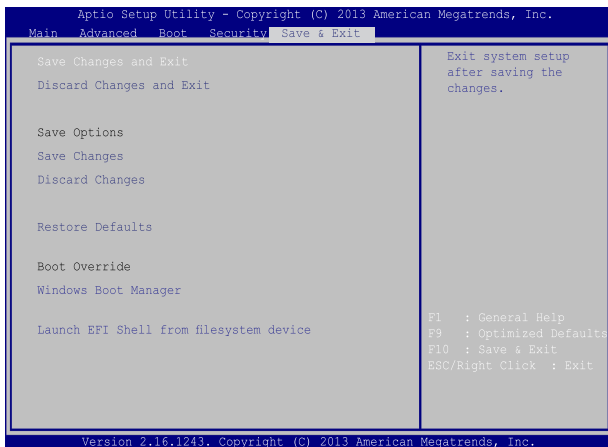 Aptio Setup Utility - Copyright (C) 2013 American Megatrends, Inc.
Main Advanced Boot Security Save & Exit
Save Changes and Exit
Discard Changes and Exit
Save Options
Save Changes
Discard Changes
Restore Defaults
Boot Override
Windows Boot Manager
Launch EFI Shell from filesystem device
Exit system setup
after saving the
changes.
F1 : General Help
F9 : Optimized Defaults
F10 : Save & Exit
ESC/Right Click : Exit
Version 2.16.1243. Copyright (C) 2013 American Megatrends, Inc.